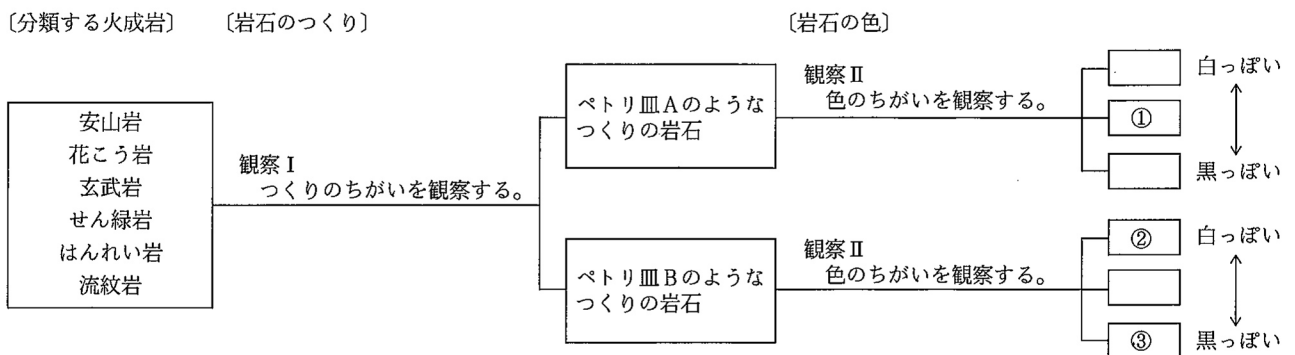 〔分類する火成岩〕
〔岩石のつくり〕
〔岩石の色〕
安山岩
花こう岩
玄武岩
せん緑岩
はんれい岩
流紋岩
観察Ⅰ
つくりのちがいを観察する。
ペトリ皿Aのような
つくりの岩石
観察Ⅱ
色のちがいを観察する。
白っぽい
①
黒っぽい
ペトリ皿Bのような
つくりの岩石
観察Ⅱ
色のちがいを観察する。
②
白っぽい
③
黒っぽい